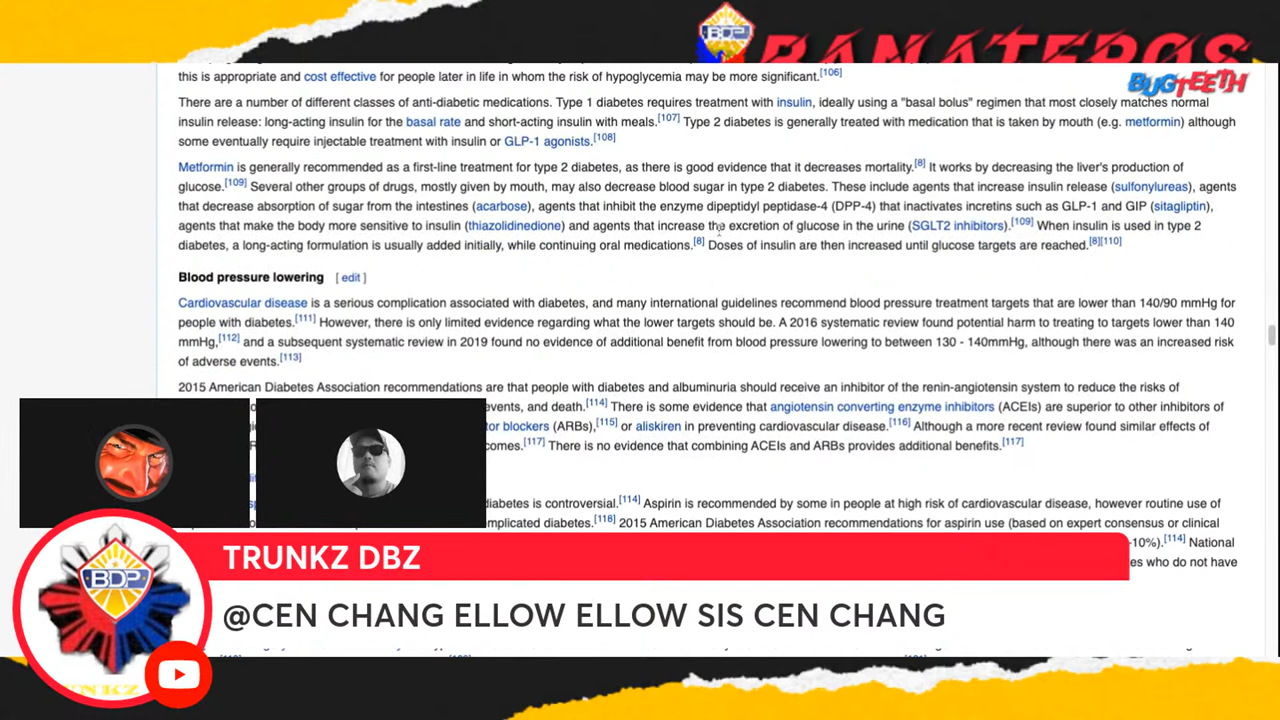 BDP
BANATEROS
BUGTEETH
this is appropriate and cost effective for people later in life in whom the risk of hypoglycemia may be more significant.[106]
There are a number of different classes of anti-diabetic medications. Type 1 diabetes requires treatment with insulin, ideally using a "basal bolus" regimen that most closely matches normal
insulin release: long-acting insulin for the basal rate and short-acting insulin with meals.[107] Type 2 diabetes is generally treated with medication that is taken by mouth (e.g. metformin) although
some eventually require injectable treatment with insulin or GLP-1 agonists.[108]
Metformin is generally recommended as a first-line treatment for type 2 diabetes, as there is good evidence that it decreases mortality.[8] It works by decreasing the liver's production of
glucose.[109] Several other groups of drugs, mostly given by mouth, may also decrease blood sugar in type 2 diabetes. These include agents that increase insulin release (sulfonylureas), agents
that decrease absorption of sugar from the intestines (acarbose), agents that inhibit the enzyme dipeptidyl peptidase-4 (DPP-4) that inactivates incretins such as GLP-1 and GIP (sitagliptin),
agents that make the body more sensitive to insulin (thiazolidinedione) and agents that increase the excretion of glucose in the urine (SGLT2 inhibitors).[109] When insulin is used in type 2
diabetes, a long-acting formulation is usually added initially, while continuing oral medications.[8] Doses of insulin are then increased until glucose targets are reached.[8][110]
Blood pressure lowering [ edit ]
Cardiovascular disease is a serious complication associated with diabetes, and many international guidelines recommend blood pressure treatment targets that are lower than 140/90 mmHg for
people with diabetes.[111] However, there is only limited evidence regarding what the lower targets should be. A 2016 systematic review found potential harm to treating to targets lower than 140
mmHg,[112] and a subsequent systematic review in 2019 found no evidence of additional benefit from blood pressure lowering to between 130 - 140mmHg, although there was an increased risk
of adverse events.[113]
2015 American Diabetes Association recommendations are that people with diabetes and albuminuria should receive an inhibitor of the renin-angiotensin system to reduce the risks of
events, and death.[114] There is some evidence that angiotensin converting enzyme inhibitors (ACEIs) are superior to other inhibitors of
tor blockers (ARBs),[115] or aliskiren in preventing cardiovascular disease.[116] Although a more recent review found similar effects of
comes.[117] There is no evidence that combining ACEIs and ARBs provides additional benefits.[117]
diabetes is controversial.[114] Aspirin is recommended by some in people at high risk of cardiovascular disease, however routine use of
mplicated diabetes.[118] 2015 American Diabetes Association recommendations for aspirin use (based on expert consensus or clinical
-10%).[114] National
es who do not have
TRUNKZ DBZ
@CEN CHANG ELLOW ELLOW SIS CEN CHANG
BDP